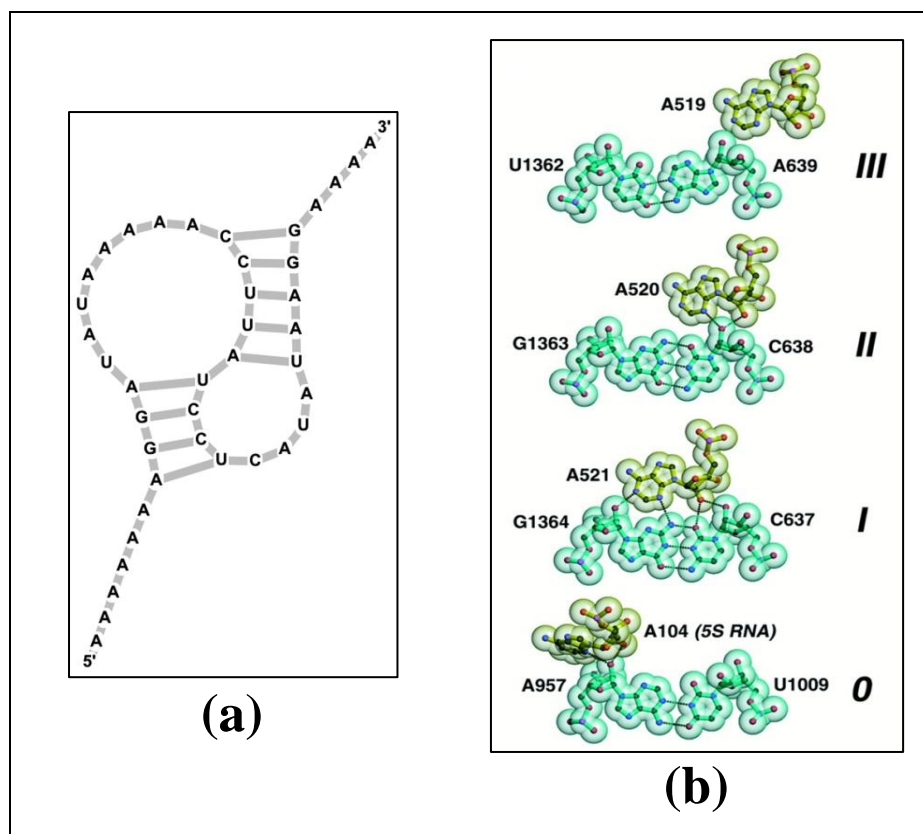 5'
AAAAAAAAGGAUAUAAAAACCUUAUCCUCAUAUAAGGAAAA
3'
(a)
A519
U1362
A639
III
A520
G1363
C638
II
A521
G1364
C637
I
A104 (5S RNA)
A957
U1009
0
(b)